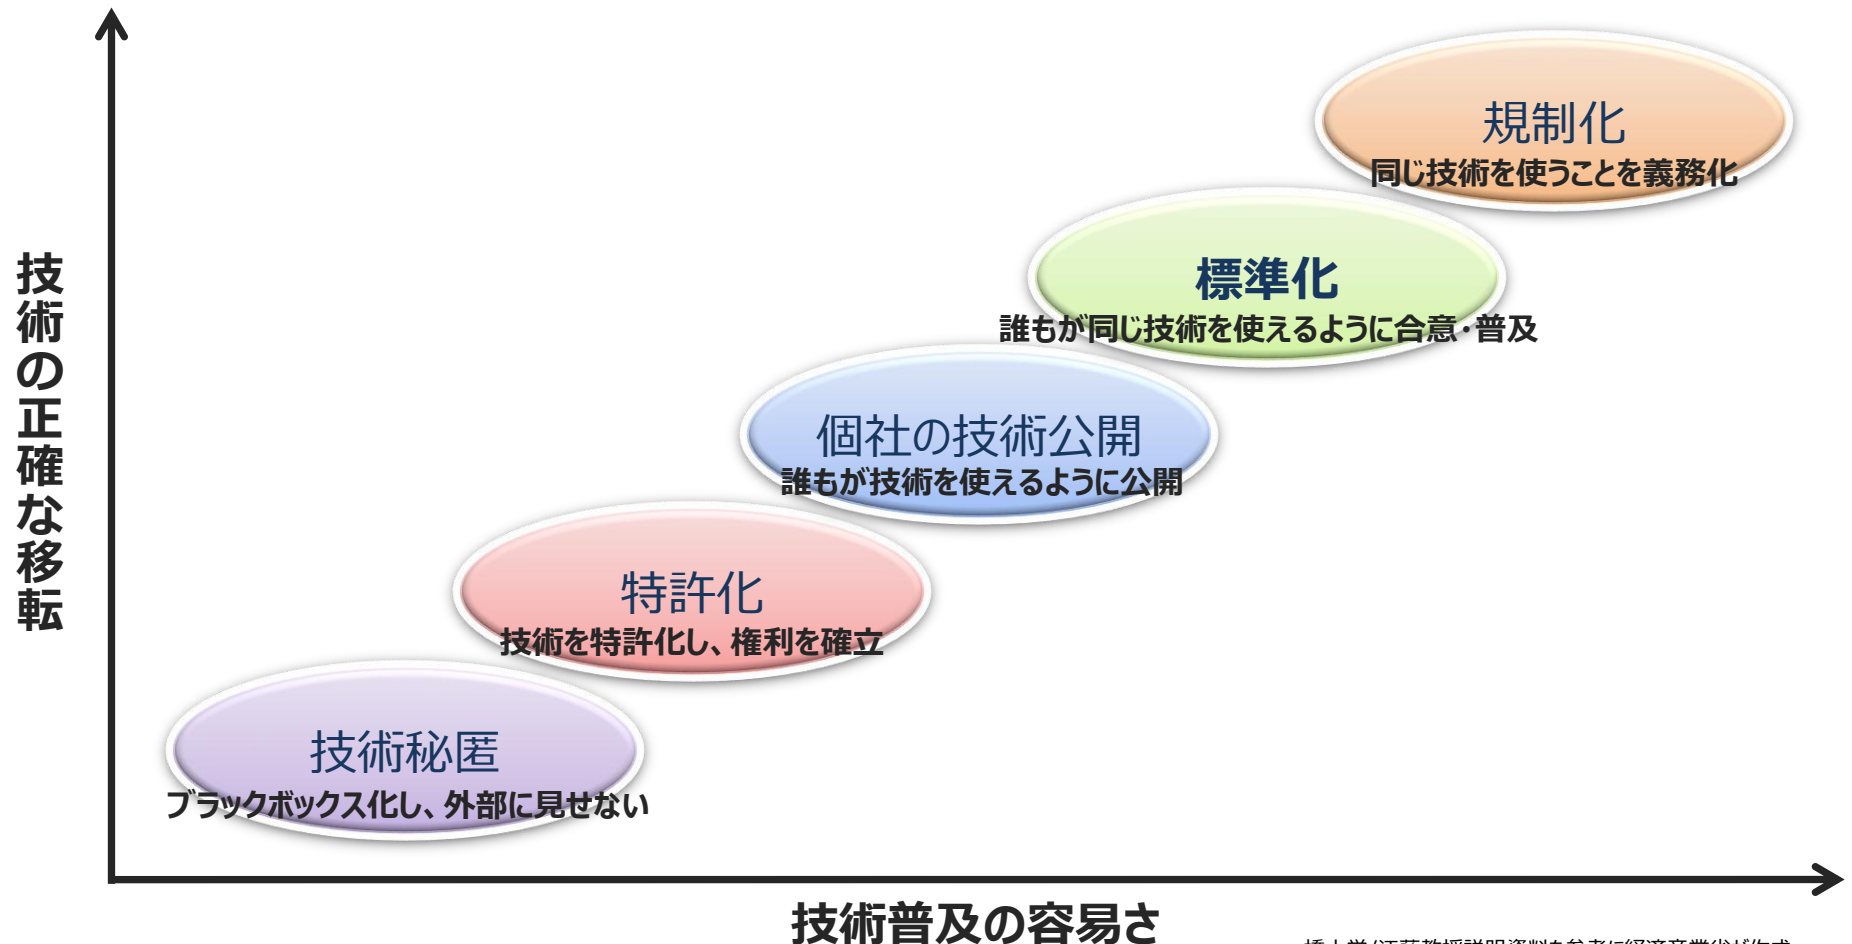 技術の正確な移転
規制化
同じ技術を使うことを義務化
標準化
誰もが同じ技術を使えるように合意・普及
個社の技術公開
誰もが技術を使えるように公開
特許化
技術を特許化し、権利を確立
技術秘匿
ブラックボックス化し、外部に見せない
技術普及の容易さ